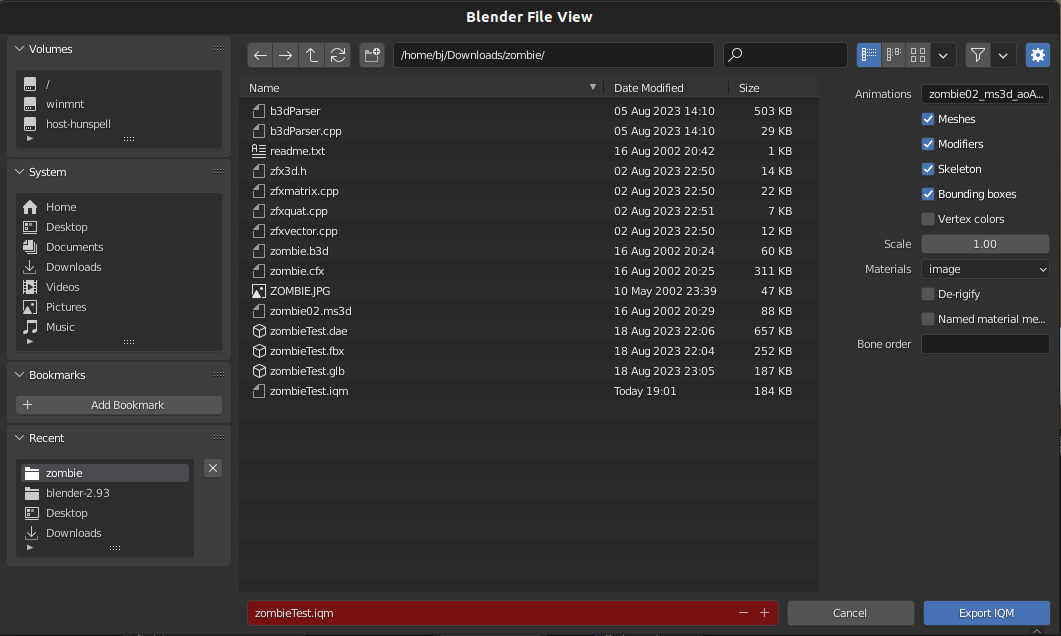 Blender File View
Volumes
/
winmnt
host-hunspell
System
Home
Desktop
Documents
Downloads
Videos
Pictures
Music
Bookmarks
Add Bookmark
Recent
zombie
blender-2.93
Desktop
Downloads
/home/bj/Downloads/zombie/
Name Date Modified Size
b3dParser 05 Aug 2023 14:10 503 KB
b3dParser.cpp 05 Aug 2023 14:10 29 KB
readme.txt 16 Aug 2002 20:42 1 KB
zfx3d.h 02 Aug 2023 22:50 14 KB
zfxmatrix.cpp 02 Aug 2023 22:50 22 KB
zfxquat.cpp 02 Aug 2023 22:51 7 KB
zfxvector.cpp 02 Aug 2023 22:50 12 KB
zombie.b3d 16 Aug 2002 20:24 60 KB
zombie.cfx 16 Aug 2002 20:25 311 KB
ZOMBIE.JPG 10 May 2002 23:39 47 KB
zombie02.ms3d 16 Aug 2002 20:29 88 KB
zombieTest.dae 18 Aug 2023 22:06 657 KB
zombieTest.fbx 18 Aug 2023 22:04 252 KB
zombieTest.glb 18 Aug 2023 23:05 187 KB
zombieTest.iqm Today 19:01 184 KB
Animations zombie02_ms3d_aoA...
Meshes
Modifiers
Skeleton
Bounding boxes
Vertex colors
Scale 1.00
Materials image
De-rigify
Named material me...
Bone order
zombieTest.iqm
Cancel
Export IQM